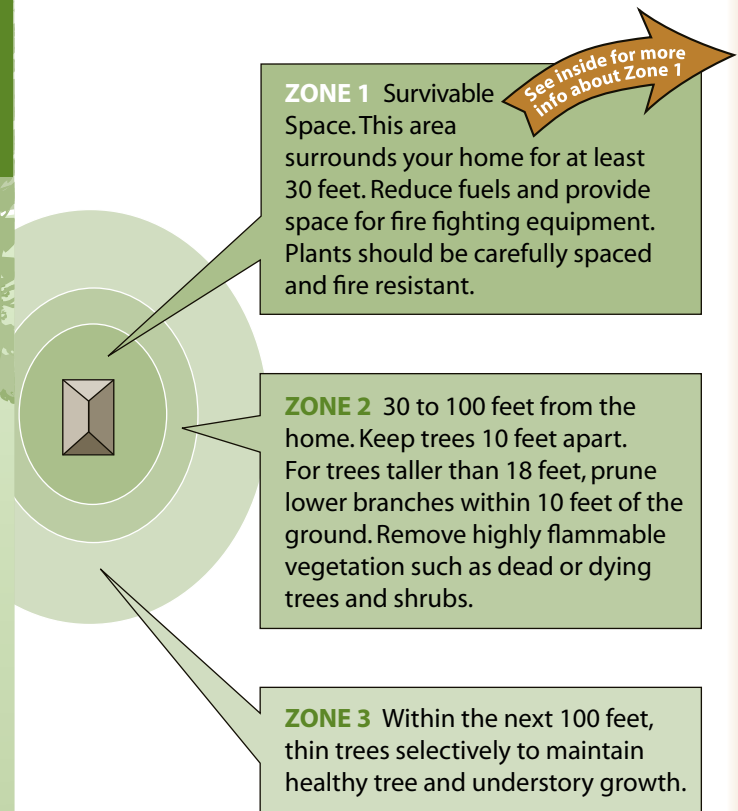 See inside for more
info about Zone 1
ZONE 1 Survivable
Space. This area
surrounds your home for at least
30 feet. Reduce fuels and provide
space for fire fighting equipment.
Plants should be carefully spaced
and fire resistant.
ZONE 2 30 to 100 feet from the
home. Keep trees 10 feet apart.
For trees taller than 18 feet, prune
lower branches within 10 feet of the
ground. Remove highly flammable
vegetation such as dead or dying
trees and shrubs.
ZONE 3 Within the next 100 feet,
thin trees selectively to maintain
healthy tree and understory growth.